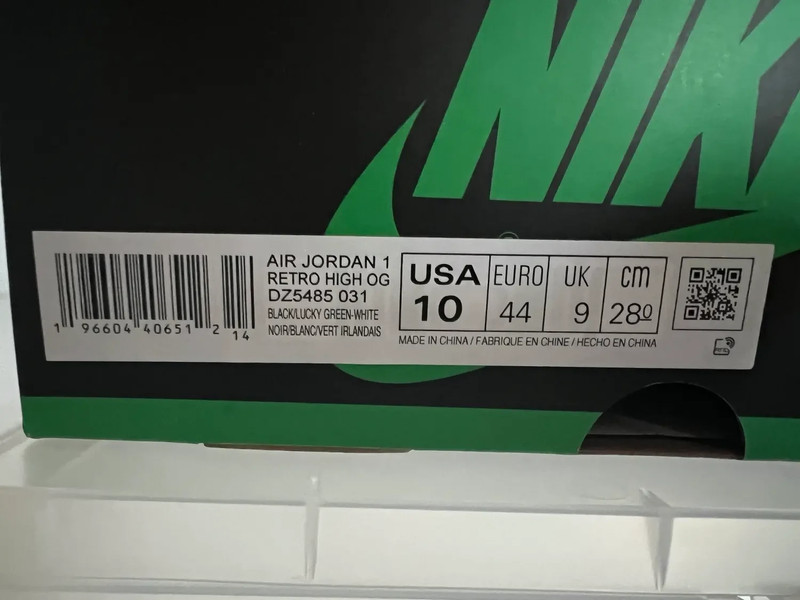 NIK
AIR JORDAN 1
RETRO HIGH OG
DZ5485 031
BLACK/LUCKY GREEN-WHITE
NOIR/BLANC/VERT IRLANDAIS
1 96604 40651 2 14
USA EURO UK cm
10 44 9 280
MADE IN CHINA / FABRIQUE EN CHINE / HECHO EN CHINA